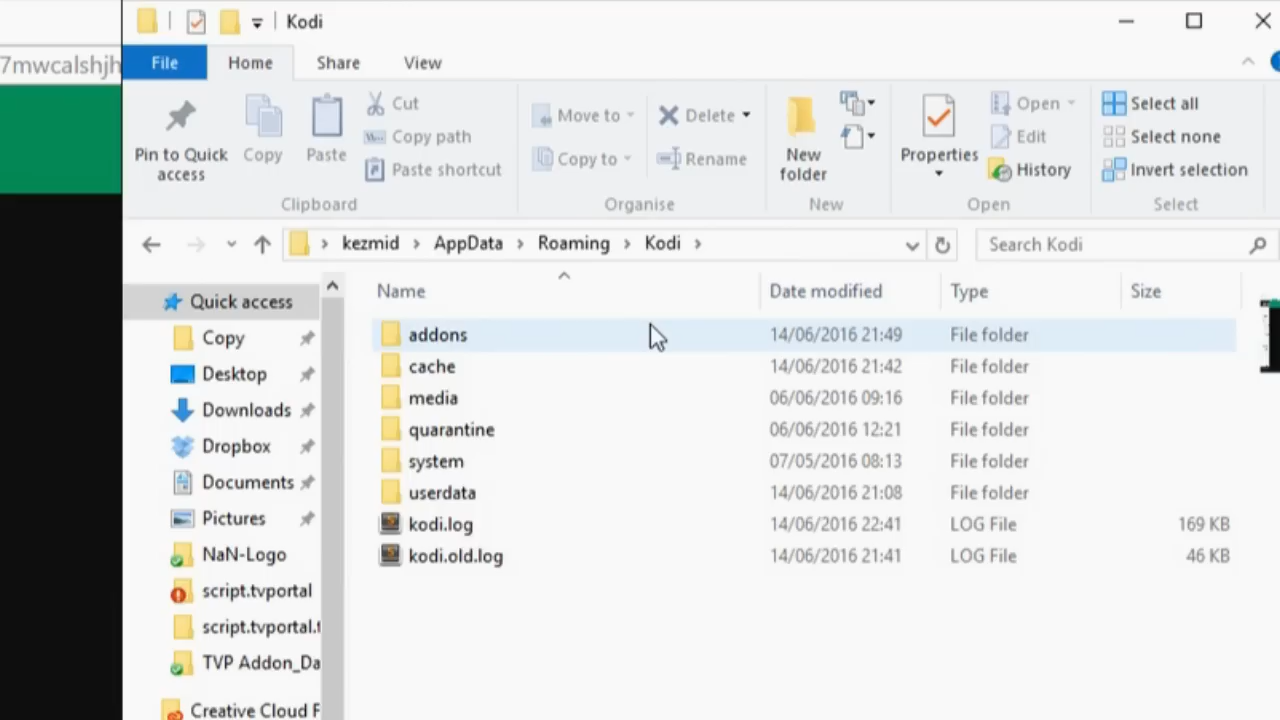 Kodi
7mwcalshjh
File Home Share View
Pin to Quick access
Copy
Paste
Cut
Copy path
Paste shortcut
Clipboard
Move to
Copy to
Delete
Rename
Organise
New folder
New
Properties
Open
Edit
History
Open
Select all
Select none
Invert selection
Select
kezmid AppData Roaming Kodi
Search Kodi
Quick access
Copy
Desktop
Downloads
Dropbox
Documents
Pictures
NaN-Logo
script.tvportal
script.tvportal.t
TVP Addon_Da
Creative Cloud F
Name Date modified Type Size
addons 14/06/2016 21:49 File folder
cache 14/06/2016 21:42 File folder
media 06/06/2016 09:16 File folder
quarantine 06/06/2016 12:21 File folder
system 07/05/2016 08:13 File folder
userdata 14/06/2016 21:08 File folder
kodi.log 14/06/2016 22:41 LOG File 169 KB
kodi.old.log 14/06/2016 21:41 LOG File 46 KB